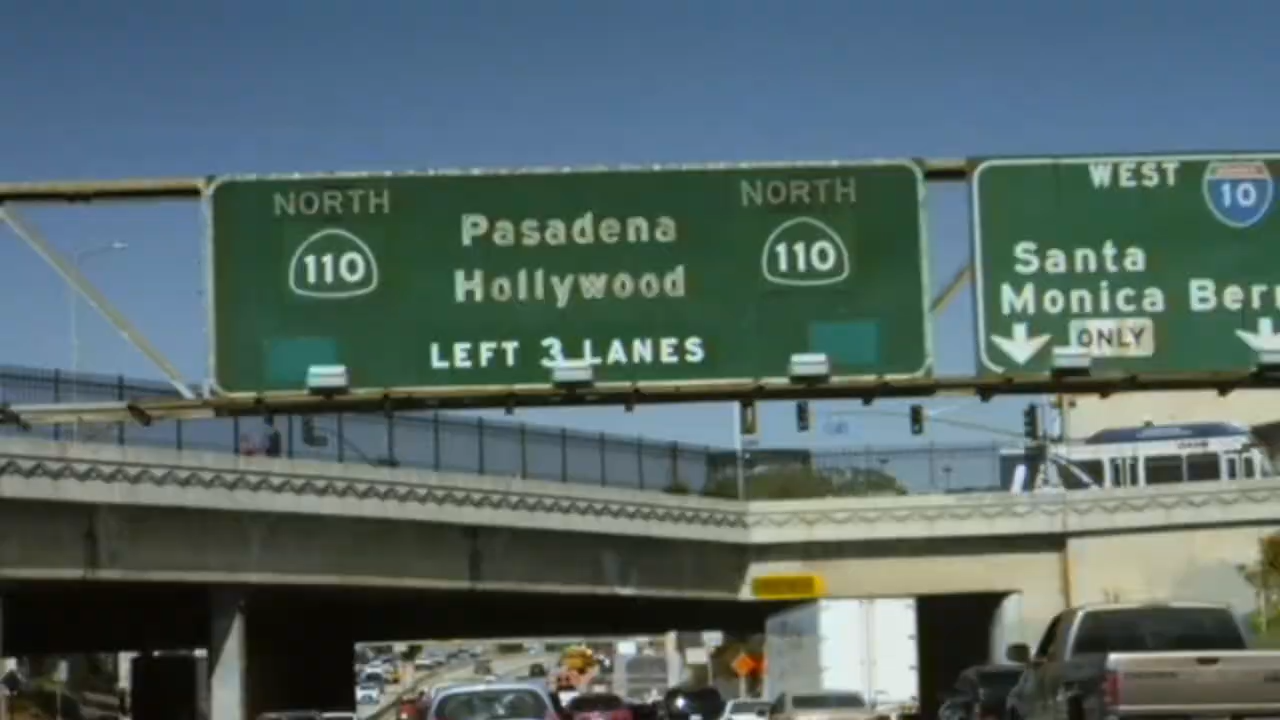 NORTH
110
Pasadena
Hollywood
NORTH
110
LEFT 3 LANES
WEST
10
Santa
Monica
ONLY